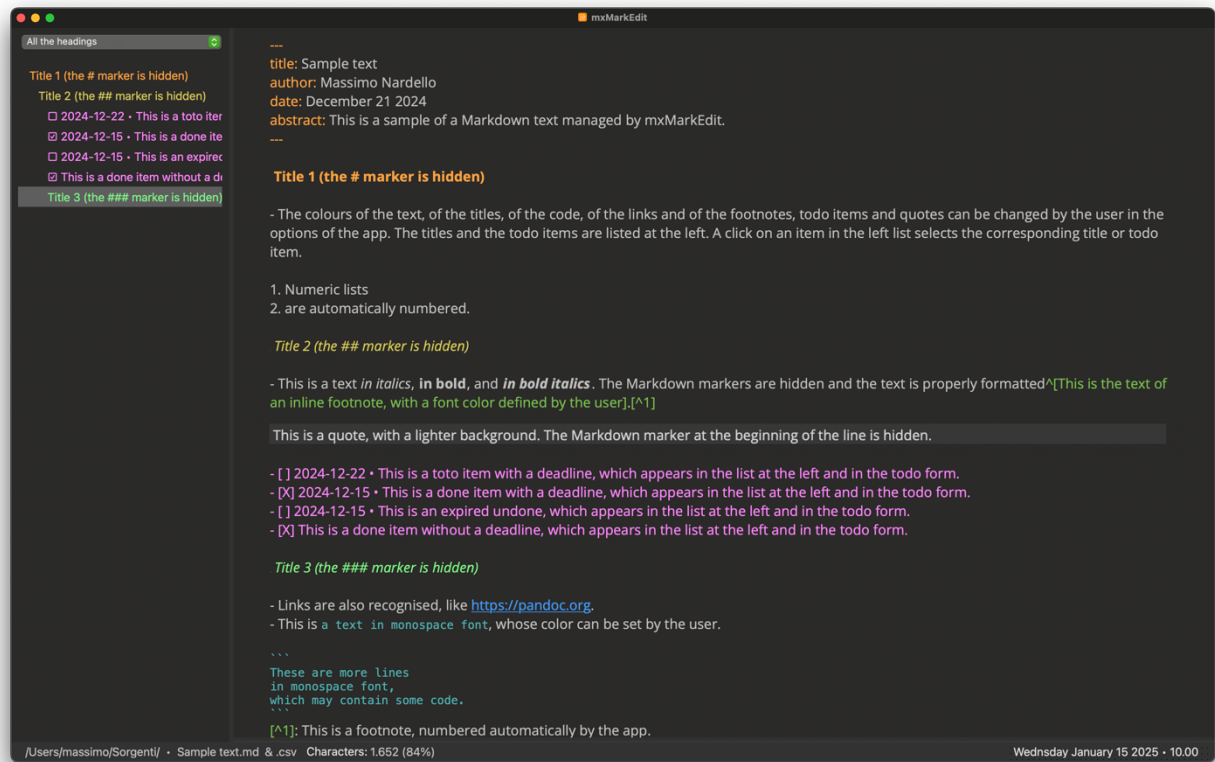 mxMarkEdit
All the headings
Title 1 (the # marker is hidden)
Title 2 (the ## marker is hidden)
☐ 2024-12-22 • This is a toto iter
☑ 2024-12-15 • This is a done ite
☐ 2024-12-15 • This is an expired
☑ This is a done item without a de
Title 3 (the ### marker is hidden)
---
title: Sample text
author: Massimo Nardello
date: December 21 2024
abstract: This is a sample of a Markdown text managed by mxMarkEdit.
---
Title 1 (the # marker is hidden)
- The colours of the text, of the titles, of the code, of the links and of the footnotes, todo items and quotes can be changed by the user in the
options of the app. The titles and the todo items are listed at the left. A click on an item in the left list selects the corresponding title or todo
item.
1. Numeric lists
2. are automatically numbered.
Title 2 (the ## marker is hidden)
- This is a text in italics, in bold, and in bold italics. The Markdown markers are hidden and the text is properly formatted^[This is the text of
an inline footnote, with a font color defined by the user].[^1]
This is a quote, with a lighter background. The Markdown marker at the beginning of the line is hidden.
- [ ] 2024-12-22 • This is a toto item with a deadline, which appears in the list at the left and in the todo form.
- [X] 2024-12-15 • This is a done item with a deadline, which appears in the list at the left and in the todo form.
- [ ] 2024-12-15 • This is an expired undone, which appears in the list at the left and in the todo form.
- [X] This is a done item without a deadline, which appears in the list at the left and in the todo form.
Title 3 (the ### marker is hidden)
- Links are also recognised, like https://pandoc.org.
- This is a text in monospace font, whose color can be set by the user.
```
These are more lines
in monospace font,
which may contain some code.
```
[^1]: This is a footnote, numbered automatically by the app.
/Users/massimo/Sorgenti/ • Sample text.md & .csv Characters: 1.652 (84%)
Wednsday January 15 2025 • 10.00